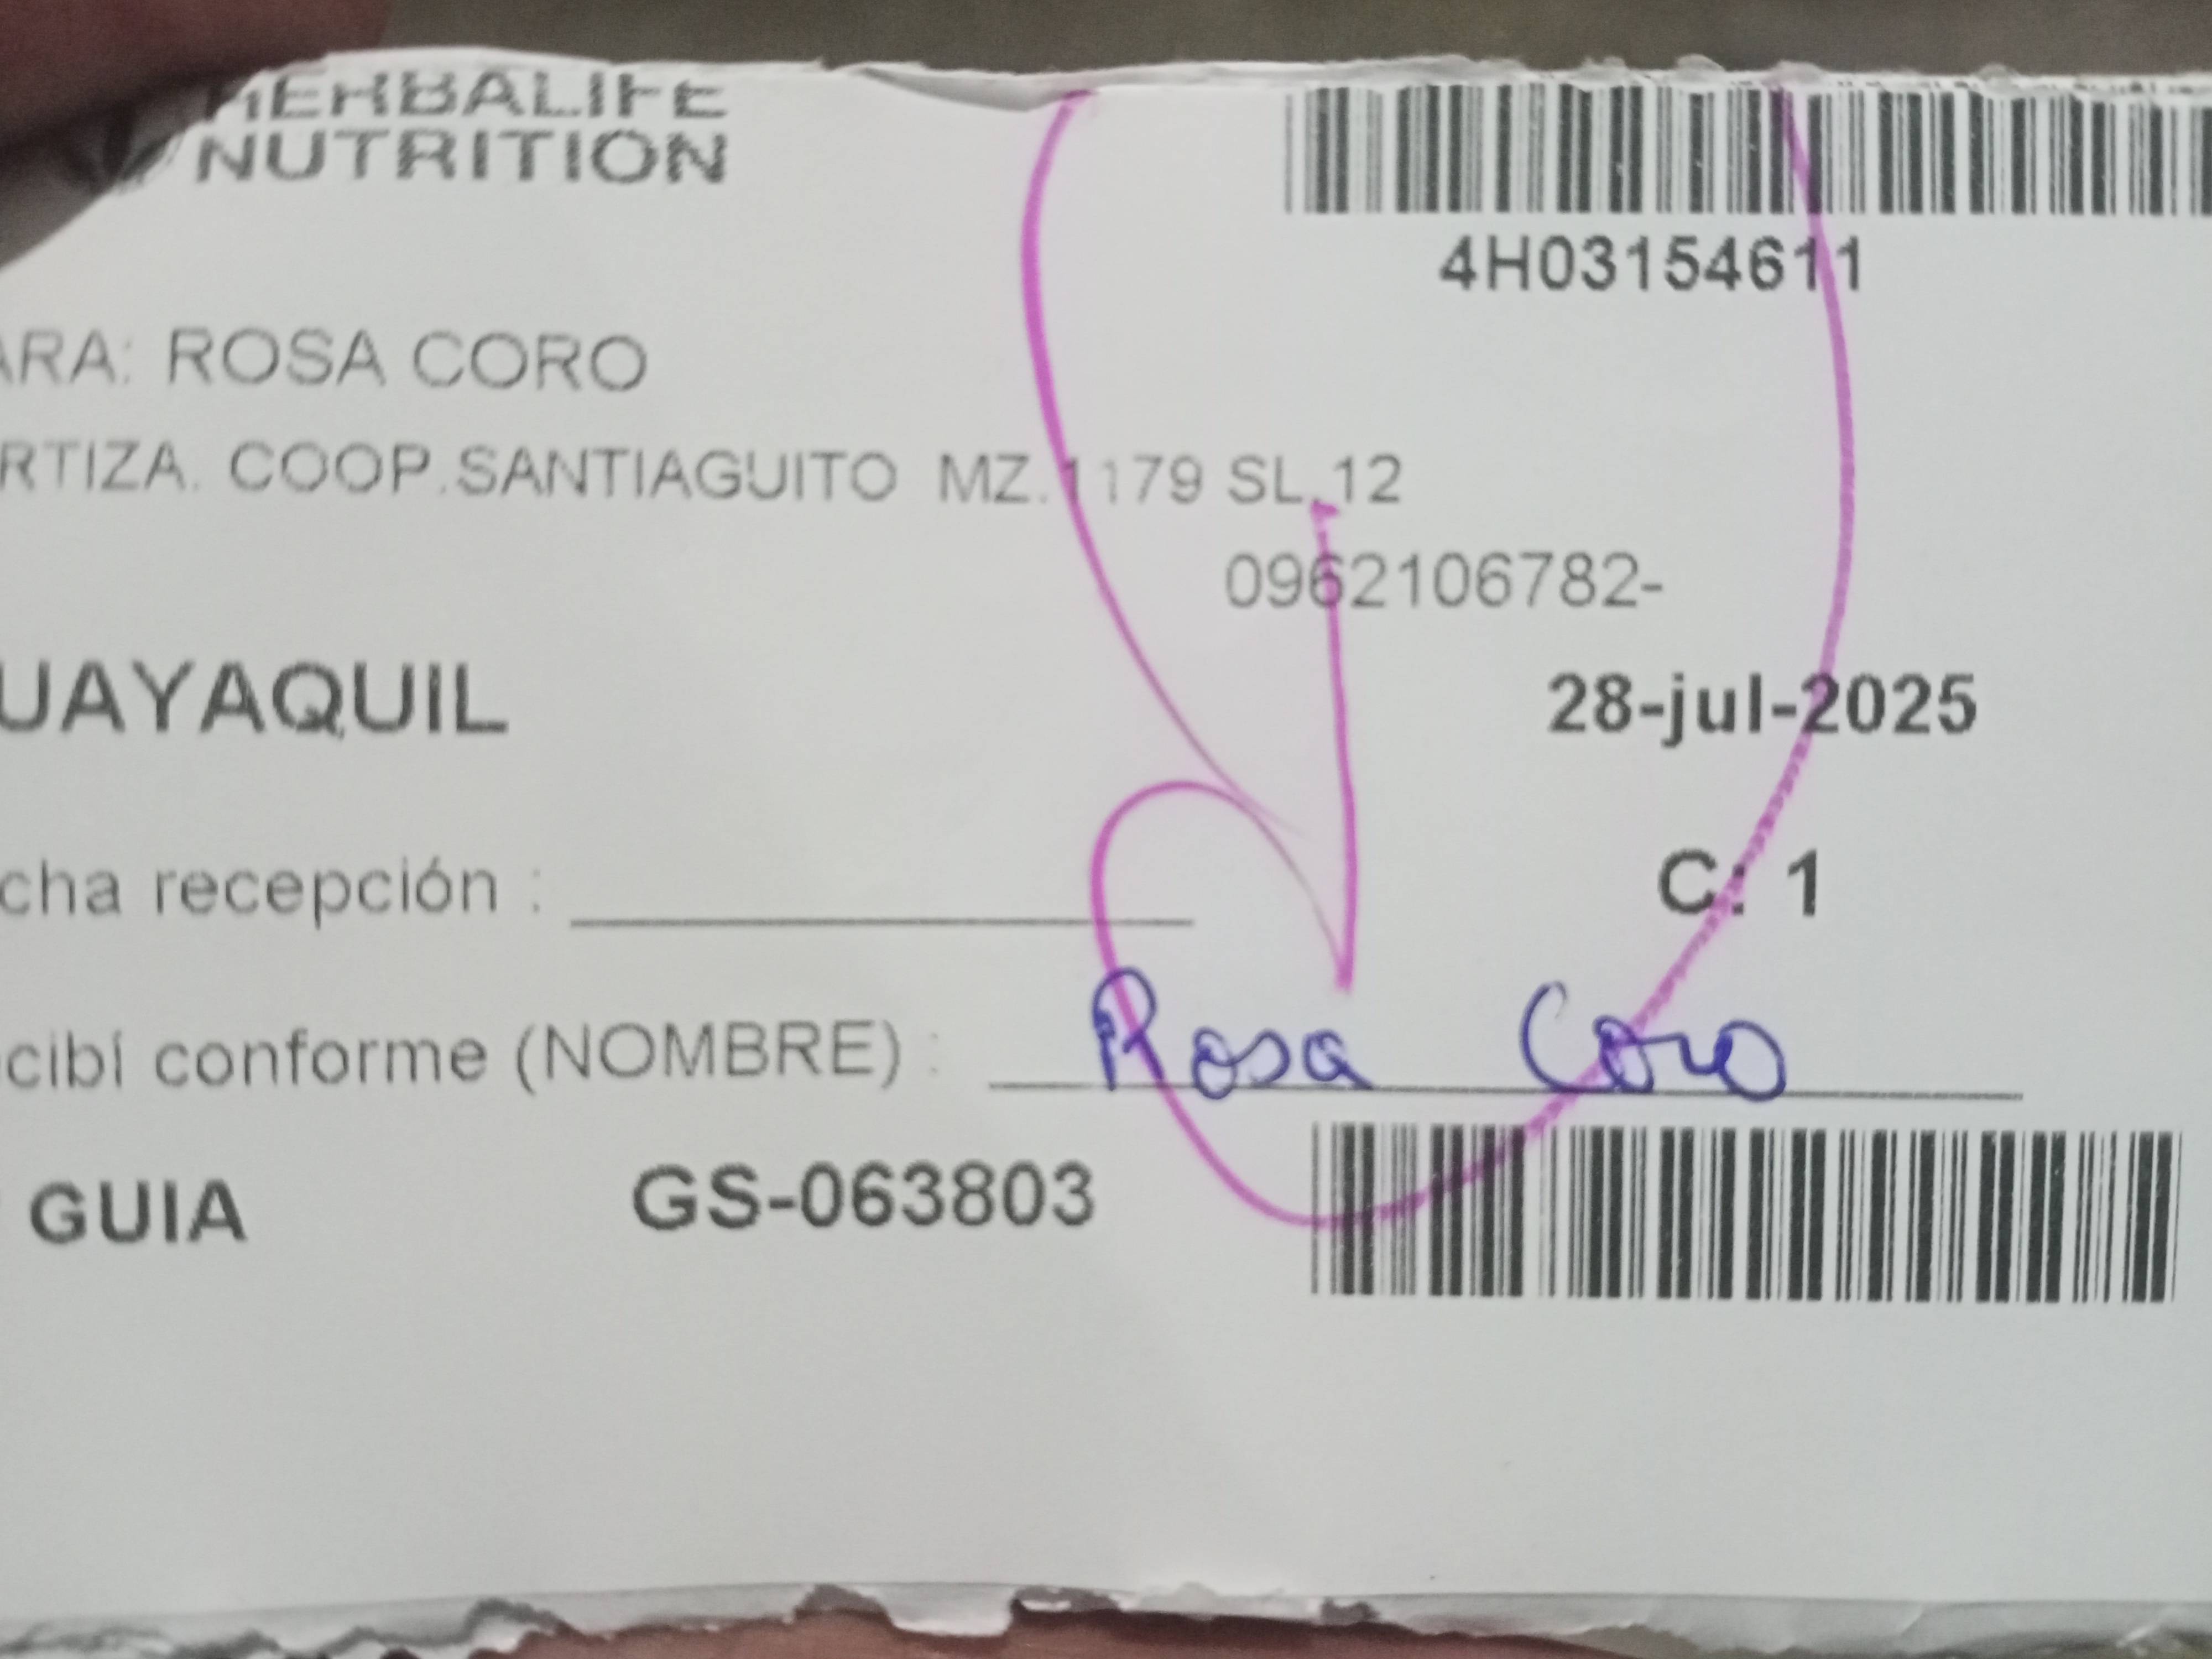 HERBALIFE
NUTRITION
4H03154611
ARA: ROSA CORO
RTIZA. COOP.SANTIAGUITO MZ.1179 SL.12
0962106782-
UAYAQUIL
28-jul-2025
cha recepción :
C: 1
cibí conforme (NOMBRE) : Rosa Coro
GUIA GS-063803